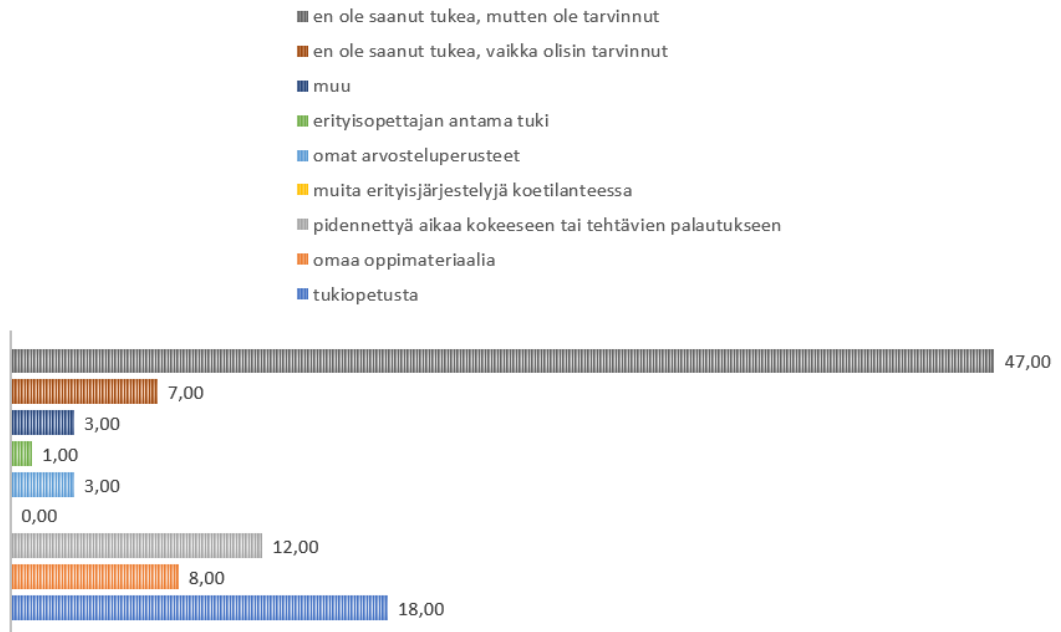 en ole saanut tukea, mutten ole tarvinnut
en ole saanut tukea, vaikka olisin tarvinnut
muu
erityisopettajan antama tuki
omat arvosteluperusteet
muita erityisjärjestelyjä koetilanteessa
pidennettyä aikaa kokeeseen tai tehtävien palautukseen
omaa oppimateriaalia
tukiopetusta
47,00
7,00
3,00
1,00
3,00
0,00
12,00
8,00
18,00